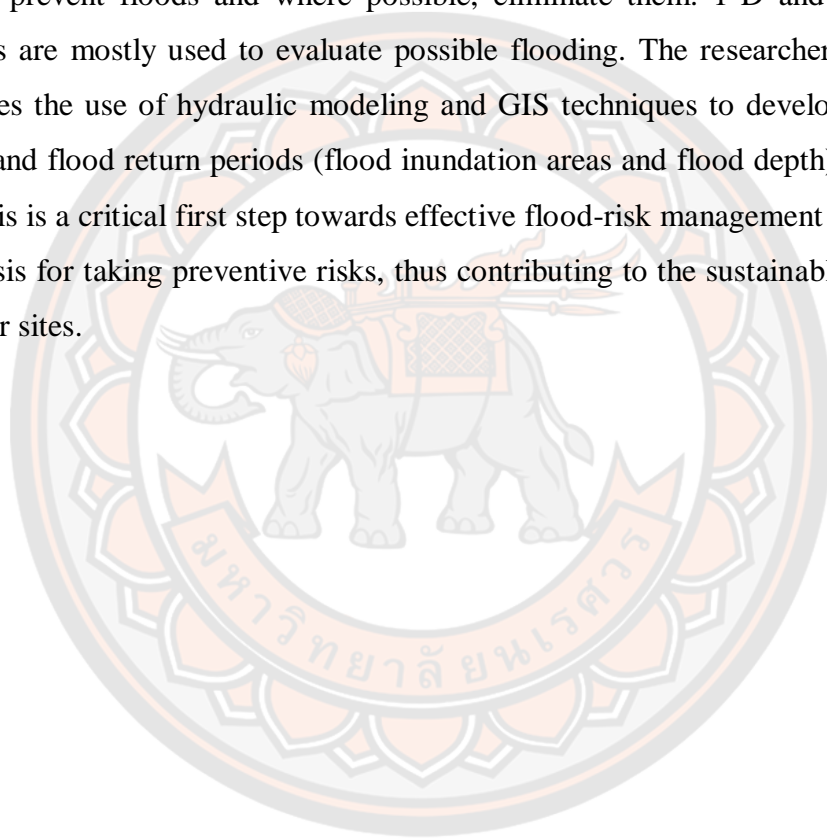 prevent floods and where possible, eliminate them. 1-D and
s are mostly used to evaluate possible flooding. The researcher
es the use of hydraulic modeling and GIS techniques to develo
and flood return periods (flood inundation areas and flood depth
is is a critical first step towards effective flood-risk management
sis for taking preventive risks, thus contributing to the sustainabl
r sites.
มหาวิทยาลัยนเรศวร